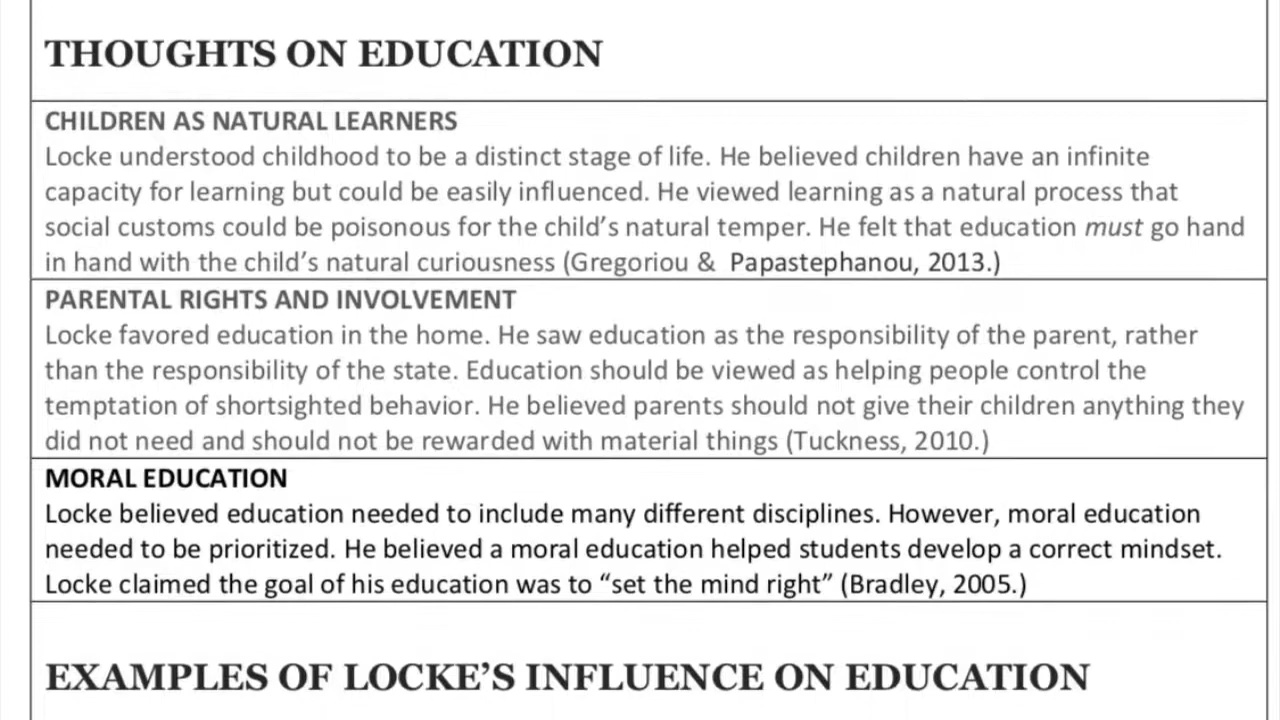 THOUGHTS ON EDUCATION
CHILDREN AS NATURAL LEARNERS
Locke understood childhood to be a distinct stage of life. He believed children have an infinite
capacity for learning but could be easily influenced. He viewed learning as a natural process that
social customs could be poisonous for the child’s natural temper. He felt that education must go hand
in hand with the child’s natural curiousness (Gregoriou & Papastephanou, 2013.)
PARENTAL RIGHTS AND INVOLVEMENT
Locke favored education in the home. He saw education as the responsibility of the parent, rather
than the responsibility of the state. Education should be viewed as helping people control the
temptation of shortsighted behavior. He believed parents should not give their children anything they
did not need and should not be rewarded with material things (Tuckness, 2010.)
MORAL EDUCATION
Locke believed education needed to include many different disciplines. However, moral education
needed to be prioritized. He believed a moral education helped students develop a correct mindset.
Locke claimed the goal of his education was to “set the mind right” (Bradley, 2005.)
EXAMPLES OF LOCKE’S INFLUENCE ON EDUCATION